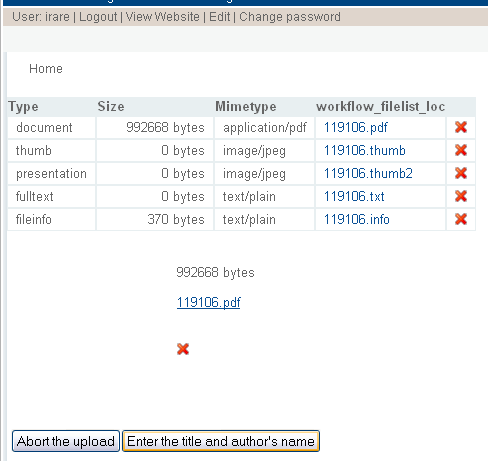 User: irare | Logout | View Website | Edit | Change password
Home
Type Size Mimetype workflow_filelist_loc
document 992668 bytes application/pdf 119106.pdf
thumb 0 bytes image/jpeg 119106.thumb
presentation 0 bytes image/jpeg 119106.thumb2
fulltext 0 bytes text/plain 119106.txt
fileinfo 370 bytes text/plain 119106.info
992668 bytes
119106.pdf
Abort the upload Enter the title and author's name